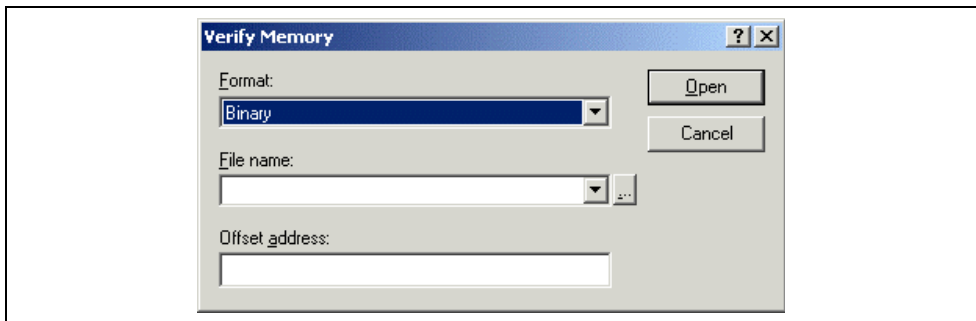 Verify Memory
Format:
Open
Binary
Cancel
File name:
...
Offset address: